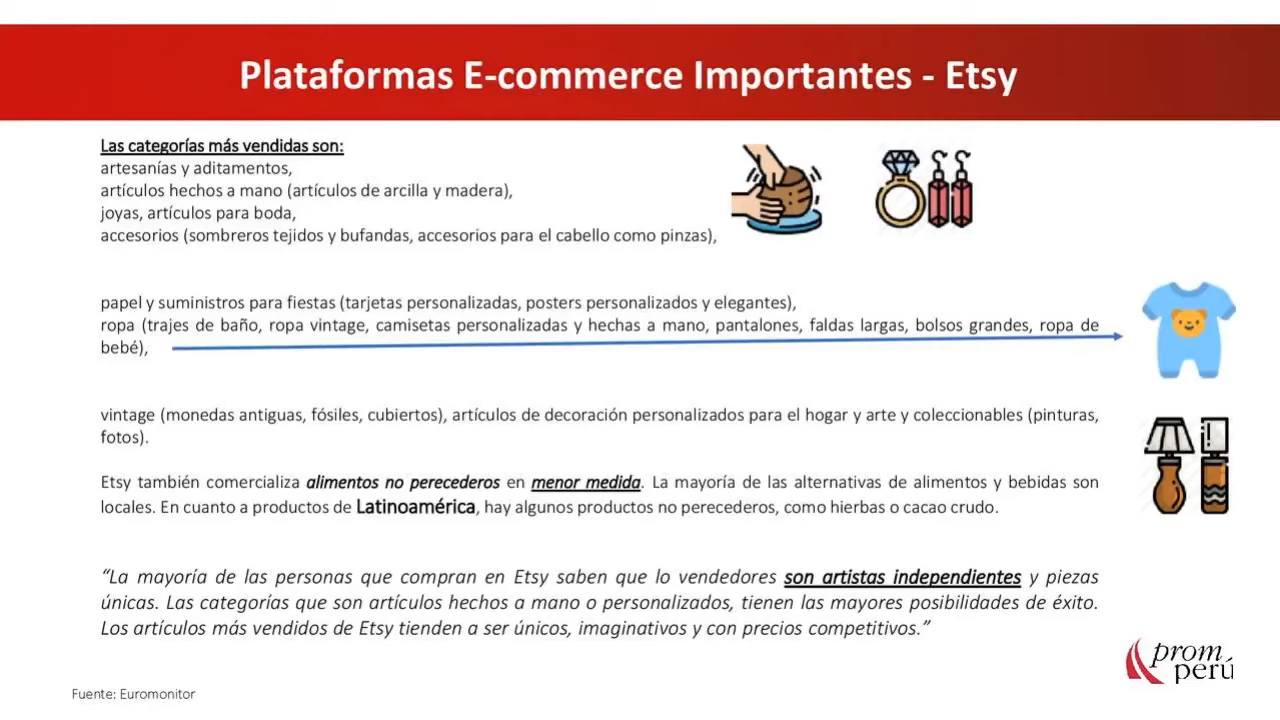 Plataformas E-commerce Importantes - Etsy
Las categorías más vendidas son:
artesanías y aditamentos,
artículos hechos a mano (artículos de arcilla y madera),
joyas, artículos para boda,
accesorios (sombreros tejidos y bufandas, accesorios para el cabello como pinzas),
papel y suministros para fiestas (tarjetas personalizadas, posters personalizados y elegantes),
ropa (trajes de baño, ropa vintage, camisetas personalizadas y hechas a mano, pantalones, faldas largas, bolsos grandes, ropa de
bebé),
vintage (monedas antiguas, fósiles, cubiertos), artículos de decoración personalizados para el hogar y arte y coleccionables (pinturas,
fotos).
Etsy también comercializa alimentos no perecederos en menor medida. La mayoría de las alternativas de alimentos y bebidas son
locales. En cuanto a productos de Latinoamérica, hay algunos productos no perecederos, como hierbas o cacao crudo.
“La mayoría de las personas que compran en Etsy saben que lo vendedores son artistas independientes y piezas
únicas. Las categorías que son artículos hechos a mano o personalizados, tienen las mayores posibilidades de éxito.
Los artículos más vendidos de Etsy tienden a ser únicos, imaginativos y con precios competitivos.”
prom
perú
Fuente: Euromonitor